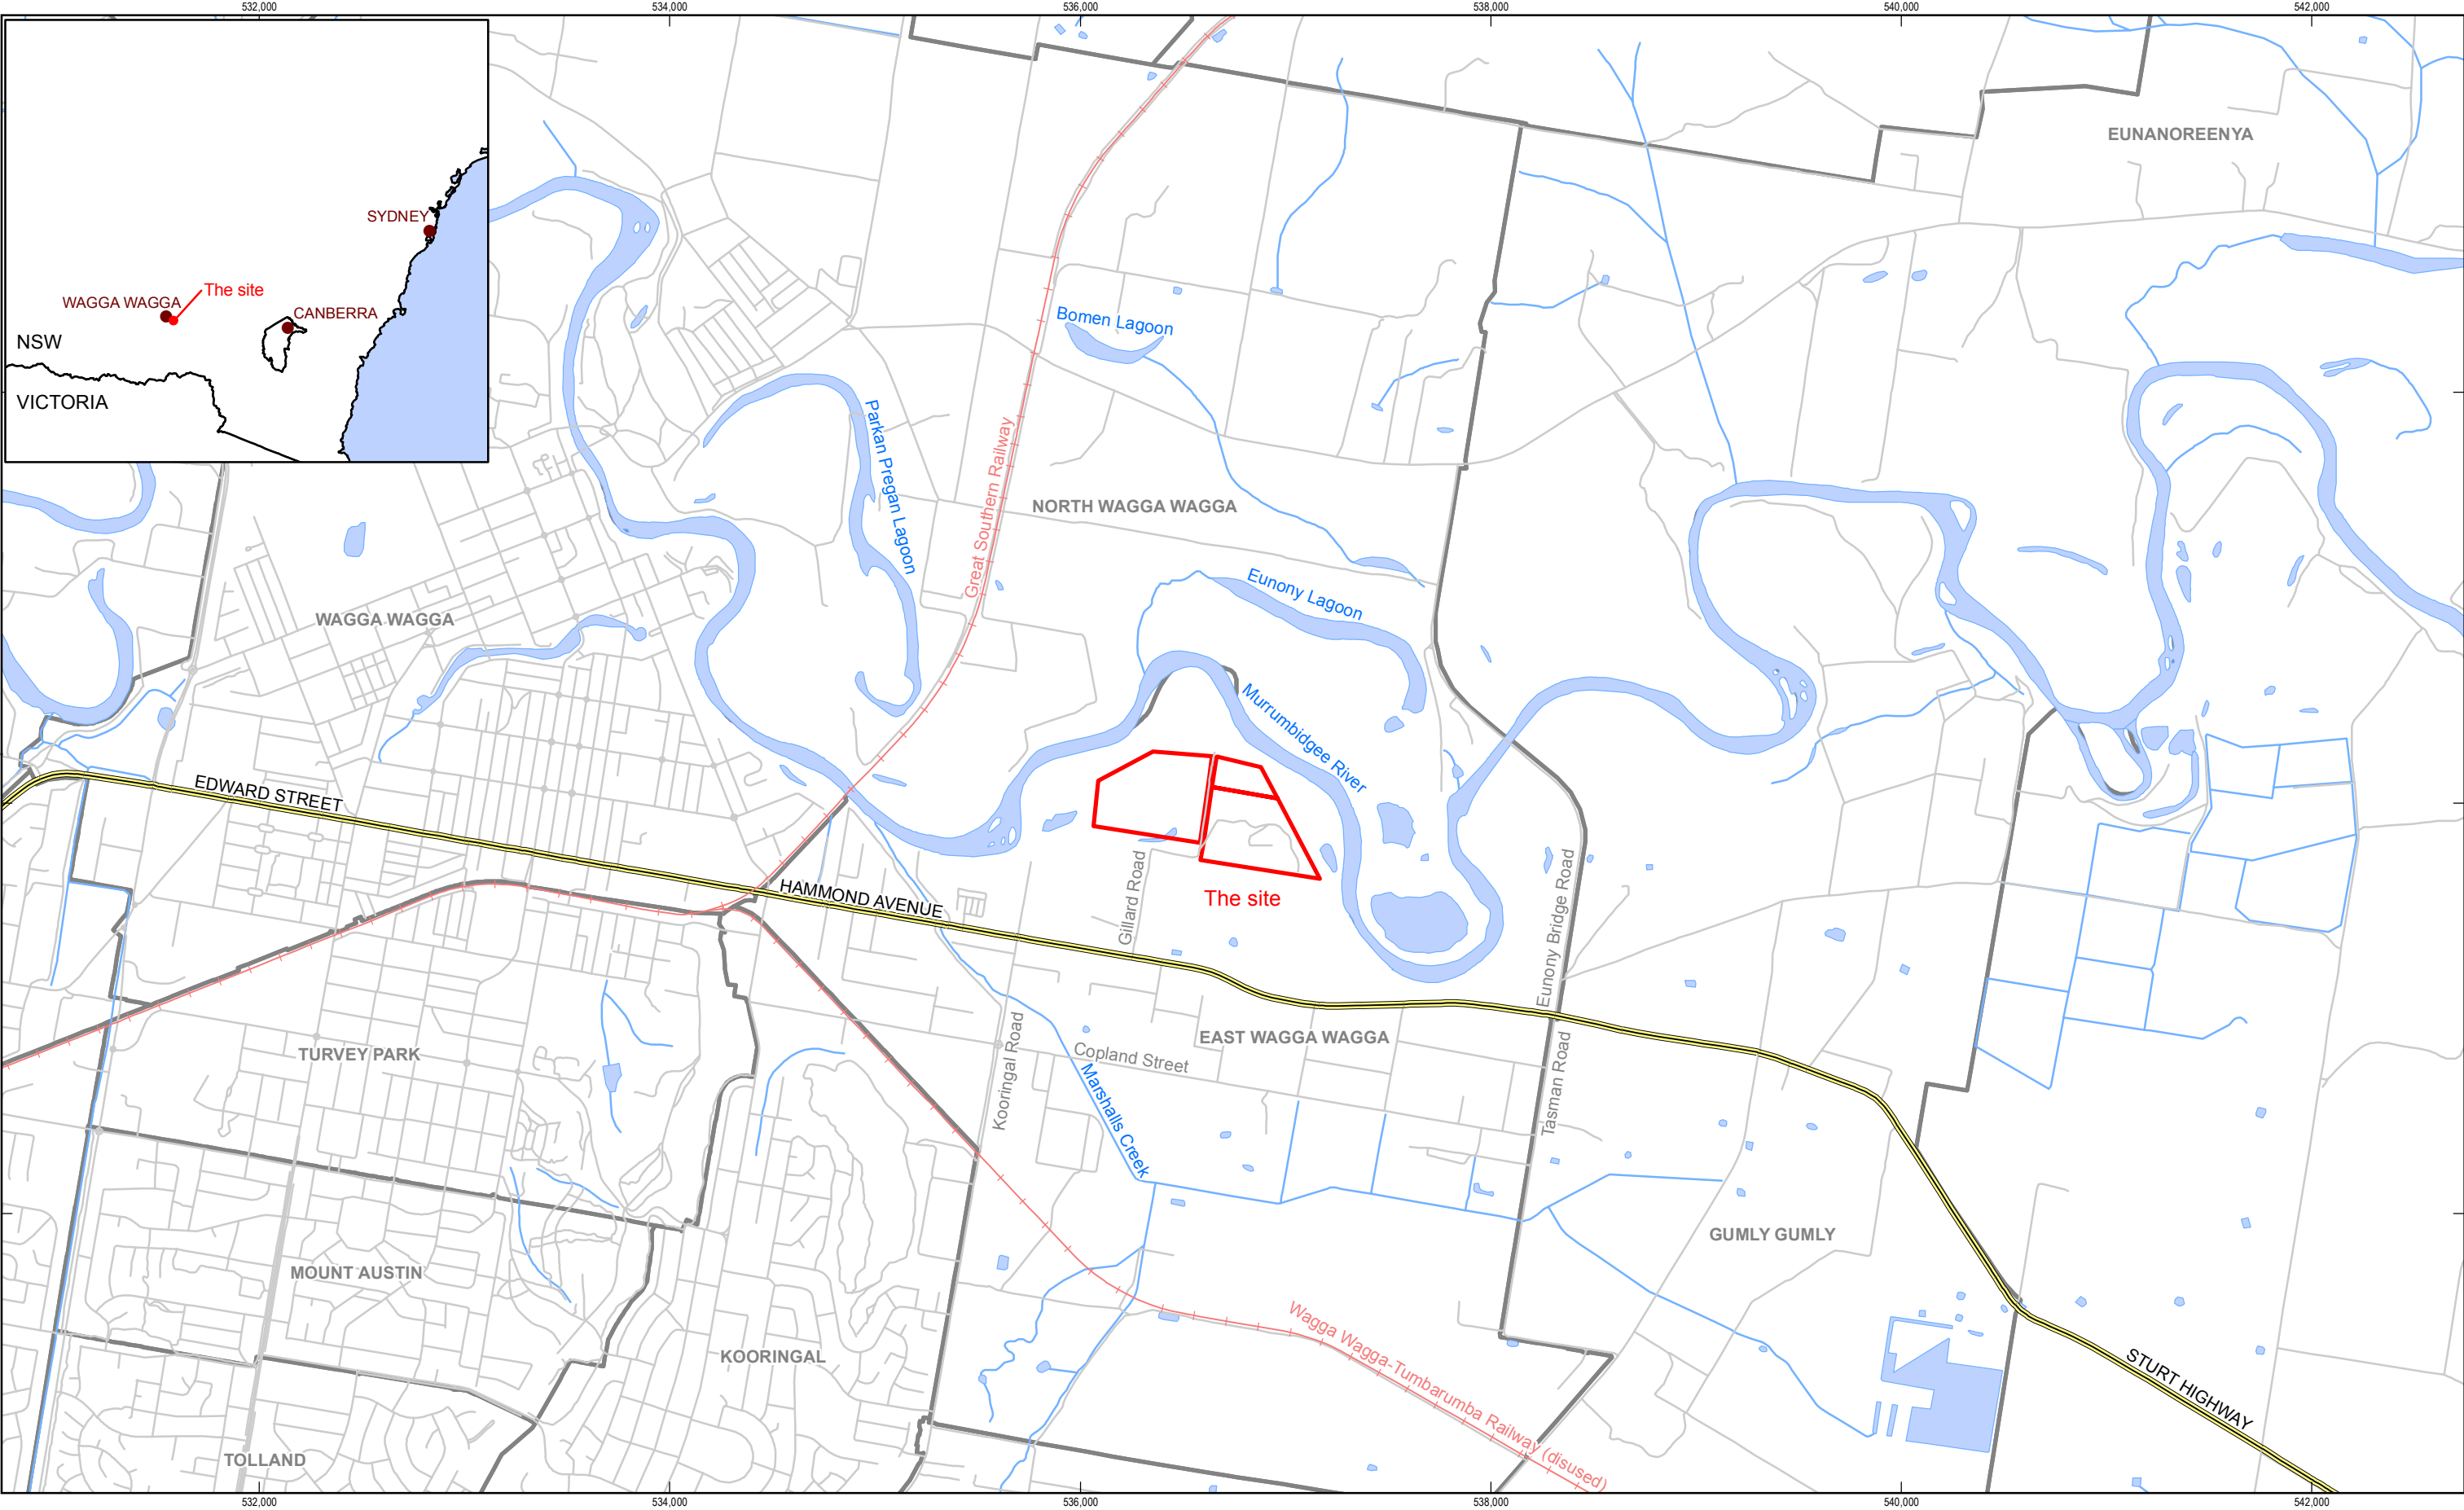 532,000
534,000
536,000
538,000
540,000
542,000
EUNANOREENYA
SYDNEY
The site
WAGGA WAGGA
CANBERRA
NSW
VICTORIA
Bomen Lagoon
Parkan Pregan Lagoon
Great Southern Railway
NORTH WAGGA WAGGA
Eunony Lagoon
WAGGA WAGGA
Murrumbidgee River
EDWARD STREET
HAMMOND AVENUE
Gillard Road
The site
Eunony Bridge Road
EAST WAGGA WAGGA
TURVEY PARK
Kooringal Road
Copland Street
Marshalls Creek
Tasman Road
GUMLY GUMLY
MOUNT AUSTIN
KOORINGAL
Wagga Wagga-Tumbarumba Railway (disused)
STURT HIGHWAY
TOLLAND
532,000
534,000
536,000
538,000
540,000
542,000